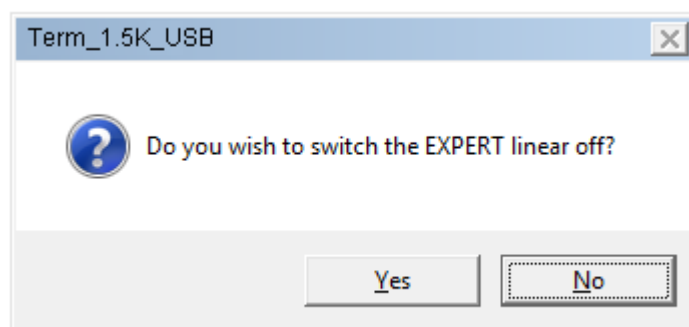 Term_1.5K_USB
Do you wish to switch the EXPERT linear off?
Yes
No